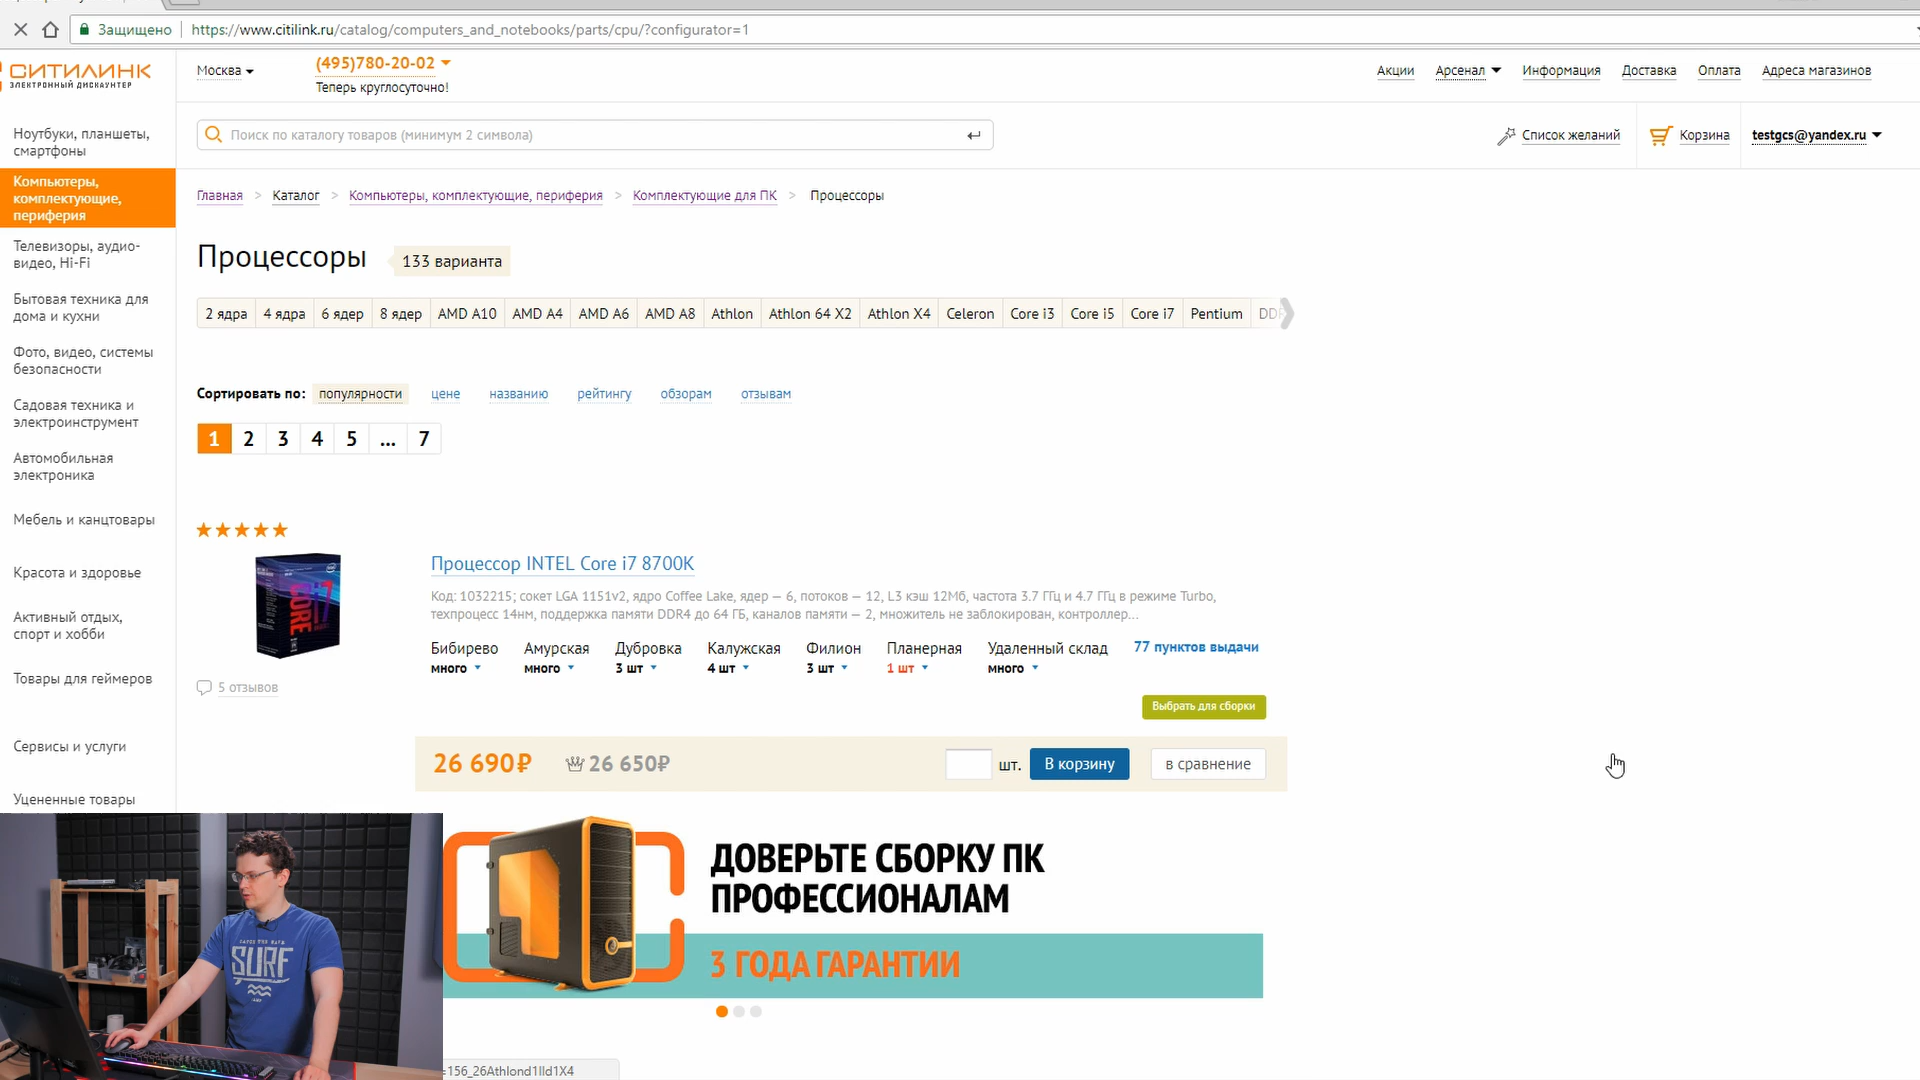 Защищено
https://www.citilink.ru/catalog/computers_and_notebooks/parts/cpu/?configurator=1
СИТИЛИНК
ЭЛЕКТРОННЫЙ ДИСКАУНТЕР
Москва
(495)780-20-02
Теперь круглосуточно!
Акции
Арсенал
Информация
Доставка
Оплата
Адреса магазинов
Поиск по каталогу товаров (минимум 2 символа)
Список желаний
Корзина
testgcs@yandex.ru
Ноутбуки, планшеты,
смартфоны
Компьютеры,
комплектующие,
периферия
Телевизоры, аудио-
видео, Hi-Fi
Бытовая техника для
дома и кухни
Фото, видео, системы
безопасности
Садовая техника и
электроинструмент
Автомобильная
электроника
Мебель и канцтовары
Красота и здоровье
Активный отдых,
спорт и хобби
Товары для геймеров
Сервисы и услуги
Уцененные товары
Главная > Каталог > Компьютеры, комплектующие, периферия > Комплектующие для ПК > Процессоры
Процессоры
133 варианта
2 ядра
4 ядра
6 ядер
8 ядер
AMD A10
AMD A4
AMD A6
AMD A8
Athlon
Athlon 64 X2
Athlon X4
Celeron
Core i3
Core i5
Core i7
Pentium
Сортировать по: популярности цене названию рейтингу обзорам отзывам
1 2 3 4 5 ... 7
CORE i7
Процессор INTEL Core i7 8700K
Код: 1032215; сокет LGA 1151v2, ядро Coffee Lake, ядер — 6, потоков — 12, L3 кэш 12Мб, частота 3.7 ГГц и 4.7 ГГц в режиме Turbo,
техпроцесс 14нм, поддержка памяти DDR4 до 64 ГБ, каналов памяти — 2, множитель не заблокирован, контроллер...
Бибирево
много
Амурская
много
Дубровка
3 шт
Калужская
4 шт
Филион
3 шт
Планерная
1 шт
Удаленный склад
много
77 пунктов выдачи
5 отзывов
Выбрать для сборки
26 690₽
26 650₽
шт.
В корзину
в сравнение
ДОВЕРЬТЕ СБОРКУ ПК
ПРОФЕССИОНАЛАМ
3 ГОДА ГАРАНТИИ
SURF
=156_26Athlond1lld1X4